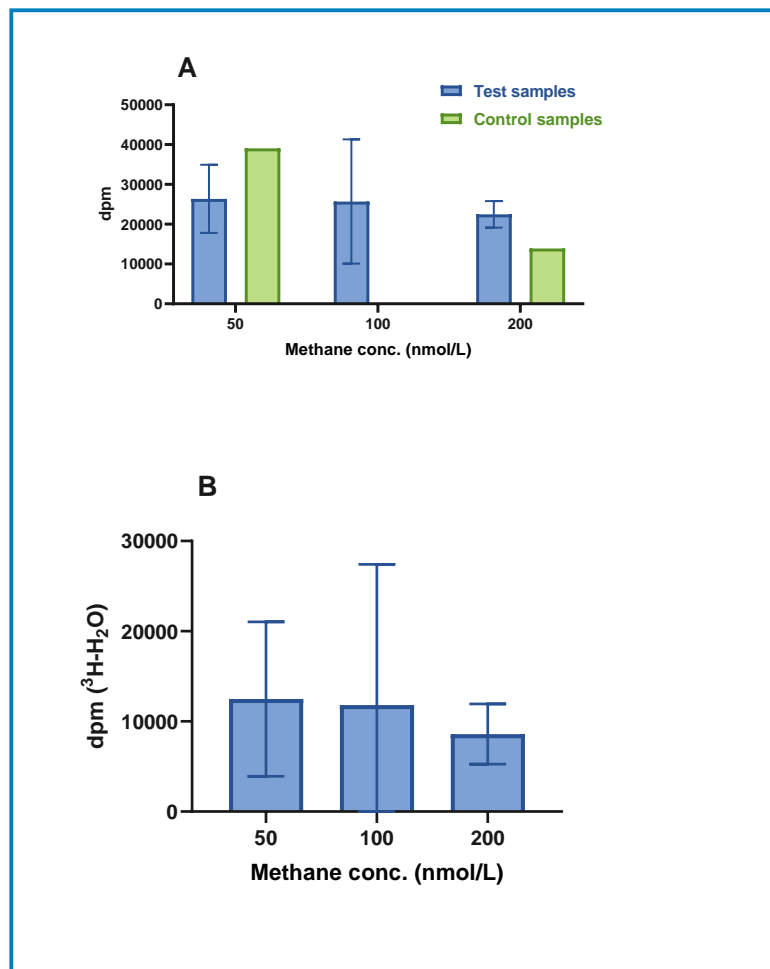 A
Test samples
Control samples
50000
40000
30000
20000
10000
0
dpm
50 100 200
Methane conc. (nmol/L)
B
30000
20000
10000
0
dpm (³H-H₂O)
50 100 200
Methane conc. (nmol/L)